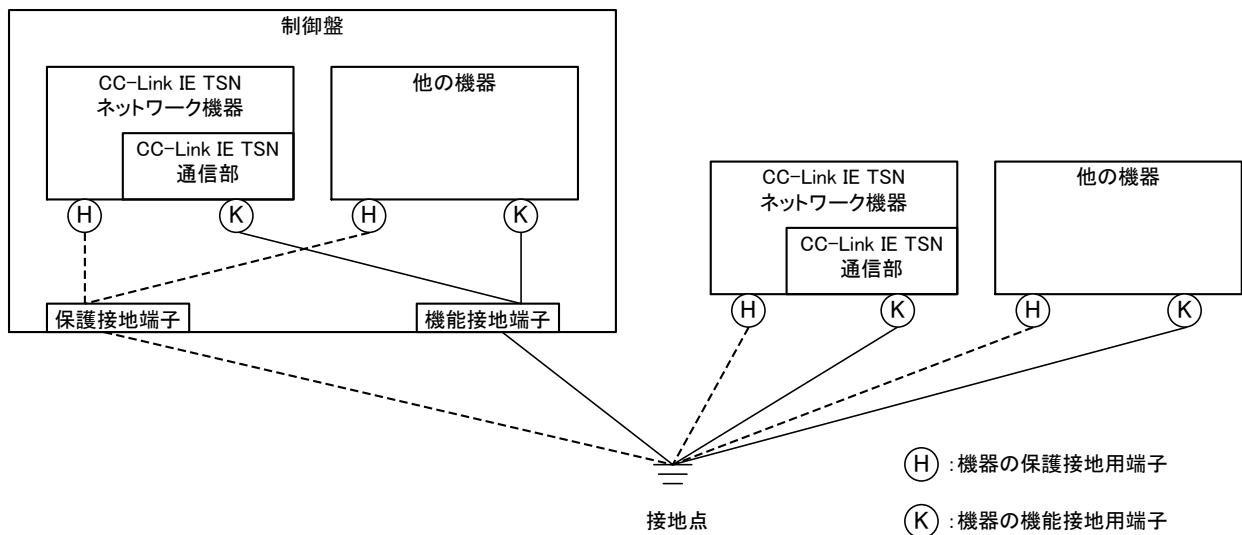 制御盤
CC-Link IE TSN
ネットワーク機器
CC-Link IE TSN
通信部
他の機器
H
K
H
K
保護接地端子
機能接地端子
CC-Link IE TSN
ネットワーク機器
CC-Link IE TSN
通信部
他の機器
H
K
H
K
接地点
H :機器の保護接地用端子
K :機器の機能接地用端子